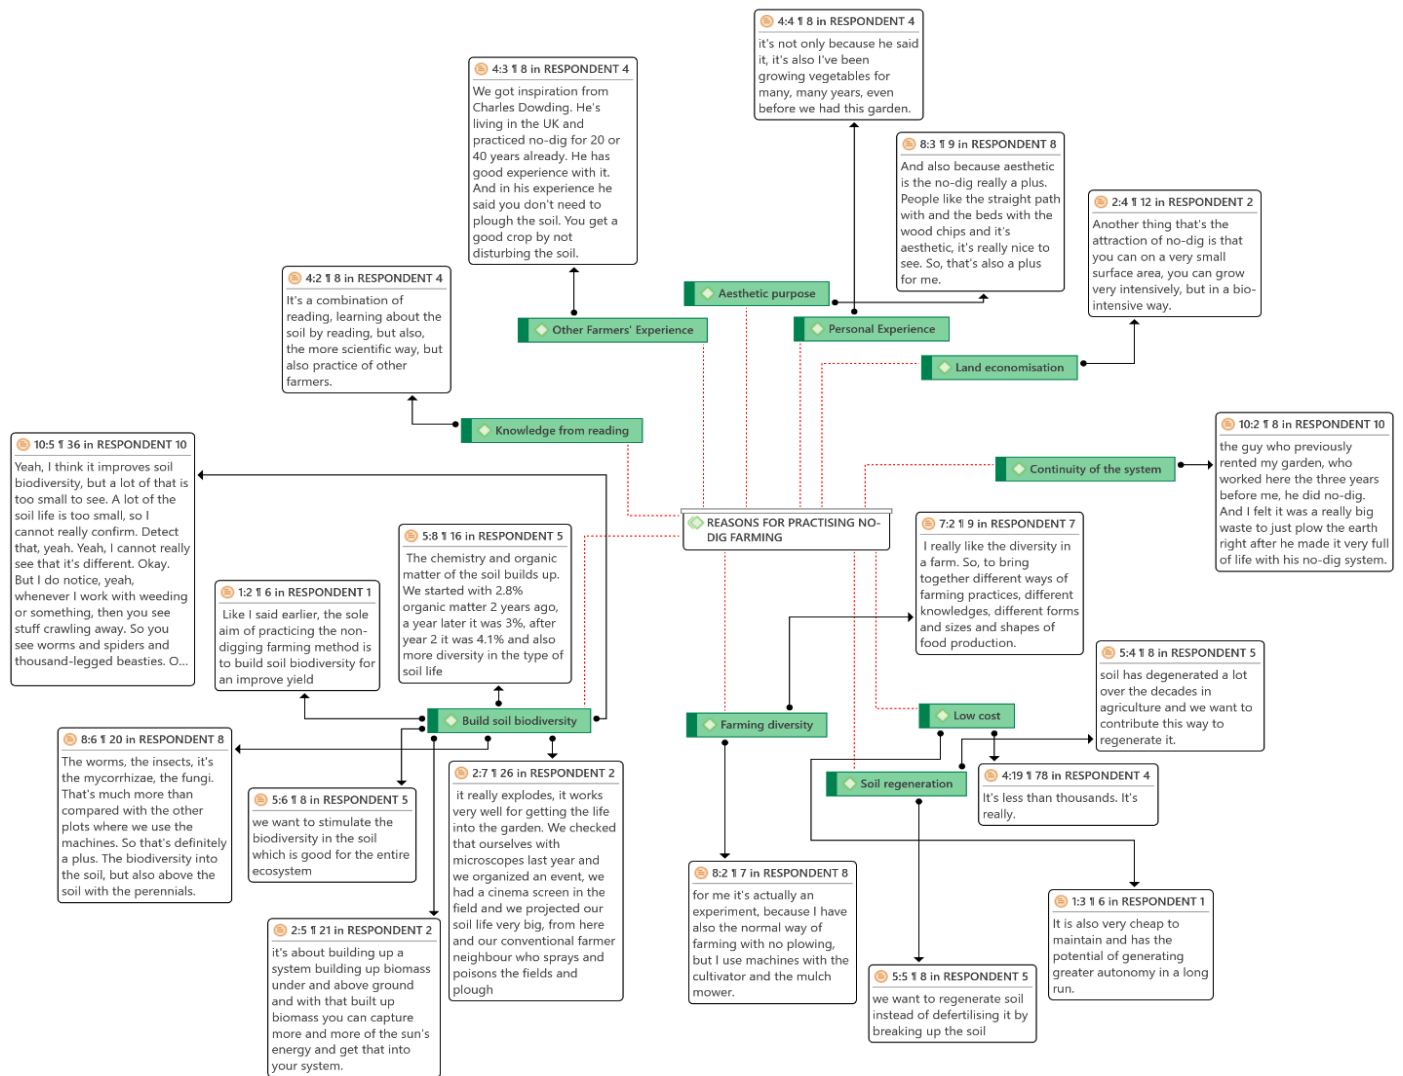 4:4 ¶ 8 in RESPONDENT 4
it's not only because he said
it, it's also I've been
growing vegetables for
many, many years, even
before we had this garden.
4:3 ¶ 8 in RESPONDENT 4
We got inspiration from
Charles Dowding. He's
living in the UK and
practiced no-dig for 20 or
40 years already. He has
good experience with it.
And in his experience he
said you don't need to
plough the soil. You get a
good crop by not
disturbing the soil.
8:3 ¶ 9 in RESPONDENT 8
And also because aesthetic
is the no-dig really a plus.
People like the straight path
with and the beds with the
wood chips and it's
aesthetic, it's really nice to
see. So, that's also a plus
for me.
2:4 ¶ 12 in RESPONDENT 2
Another thing that's the
attraction of no-dig is that
you can on a very small
surface area, you can grow
very intensively, but in a bio-
intensive way.
4:2 ¶ 8 in RESPONDENT 4
It's a combination of
reading, learning about the
soil by reading, but also,
the more scientific way, but
also practice of other
farmers.
Aesthetic purpose
Other Farmers' Experience
Personal Experience
Land economisation
Knowledge from reading
Continuity of the system
10:2 ¶ 8 in RESPONDENT 10
the guy who previously
rented my garden, who
worked here the three years
before me, he did no-dig.
And I felt it was a really big
waste to just plow the earth
right after he made it very full
of life with his no-dig system.
10:5 ¶ 36 in RESPONDENT 10
Yeah, I think it improves soil
biodiversity, but a lot of that is
too small to see. A lot of the
soil life is too small, so I
cannot really confirm. Detect
that, yeah. Yeah, I cannot really
see that it's different. Okay.
But I do notice, yeah,
whenever I work with weeding
or something, then you see
stuff crawling away. So you
see worms and spiders and
thousand-legged beasties. O...
REASONS FOR PRACTISING NO-
DIG FARMING
5:8 ¶ 16 in RESPONDENT 5
The chemistry and organic
matter of the soil builds up.
We started with 2.8%
organic matter 2 years ago,
a year later it was 3%, after
year 2 it was 4.1% and also
more diversity in the type of
soil life
7:2 ¶ 9 in RESPONDENT 7
I really like the diversity in
a farm. So, to bring
together different ways of
farming practices, different
knowledges, different forms
and sizes and shapes of
food production.
1:2 ¶ 6 in RESPONDENT 1
Like I said earlier, the sole
aim of practicing the non-
digging farming method is
to build soil biodiversity for
an improve yield
5:4 ¶ 8 in RESPONDENT 5
soil has degenerated a lot
over the decades in
agriculture and we want to
contribute this way to
regenerate it.
Build soil biodiversity
Farming diversity
Low cost
Soil regeneration
8:6 ¶ 20 in RESPONDENT 8
The worms, the insects, it's
the mycorrhizae, the fungi.
That's much more than
compared with the other
plots where we use the
machines. So that's definitely
a plus. The biodiversity into
the soil, but also above the
soil with the perennials.
5:6 ¶ 8 in RESPONDENT 5
we want to stimulate the
biodiversity in the soil
which is good for the entire
ecosystem
2:7 ¶ 26 in RESPONDENT 2
it really explodes, it works
very well for getting the life
into the garden. We checked
that ourselves with
microscopes last year and
we organized an event, we
had a cinema screen in the
field and we projected our
soil life very big, from here
and our conventional farmer
neighbour who sprays and
poisons the fields and
plough
4:19 ¶ 78 in RESPONDENT 4
It's less than thousands. It's
really.
8:2 ¶ 7 in RESPONDENT 8
for me it's actually an
experiment, because I have
also the normal way of
farming with no plowing,
but I use machines with the
cultivator and the mulch
mower.
1:3 ¶ 6 in RESPONDENT 1
It is also very cheap to
maintain and has the
potential of generating
greater autonomy in a long
run.
2:5 ¶ 21 in RESPONDENT 2
it's about building up a
system building up biomass
under and above ground
and with that built up
biomass you can capture
more and more of the sun's
energy and get that into
your system.
5:5 ¶ 8 in RESPONDENT 5
we want to regenerate soil
instead of defertilising it by
breaking up the soil